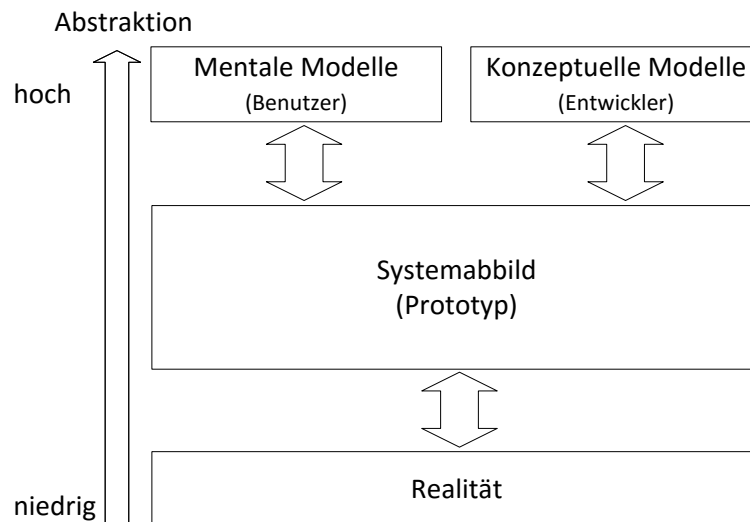 Abstraktion
hoch
Mentale Modelle
(Benutzer)
Konzeptuelle Modelle
(Entwickler)
Systemabbild
(Prototyp)
Realität
niedrig